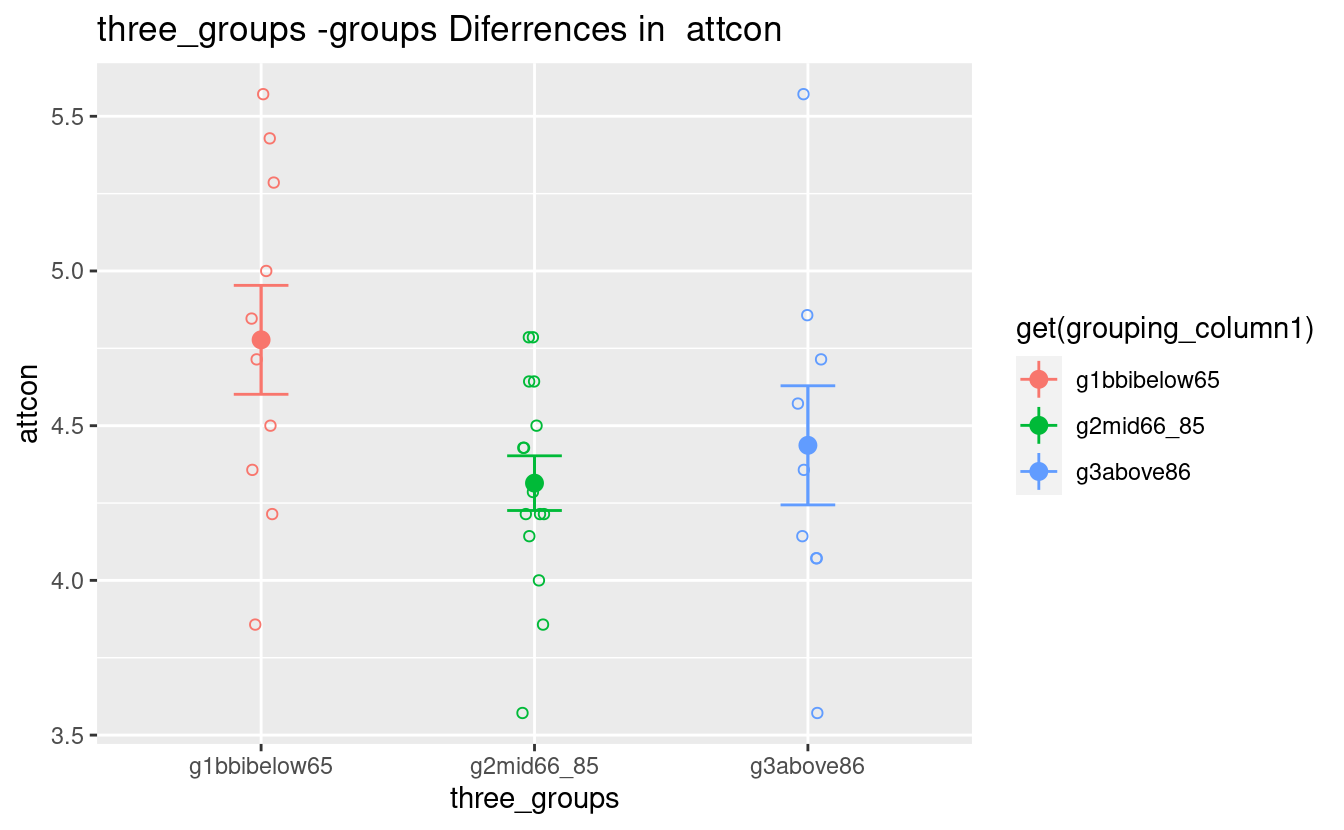 three_groups -groups Diferrences in  attcon
5.5
5.0
4.5
4.0
3.5
attcon
g1bbibelow65
g2mid66_85
g3above86
three_groups
get(grouping_column1)
g1bbibelow65
g2mid66_85
g3above86